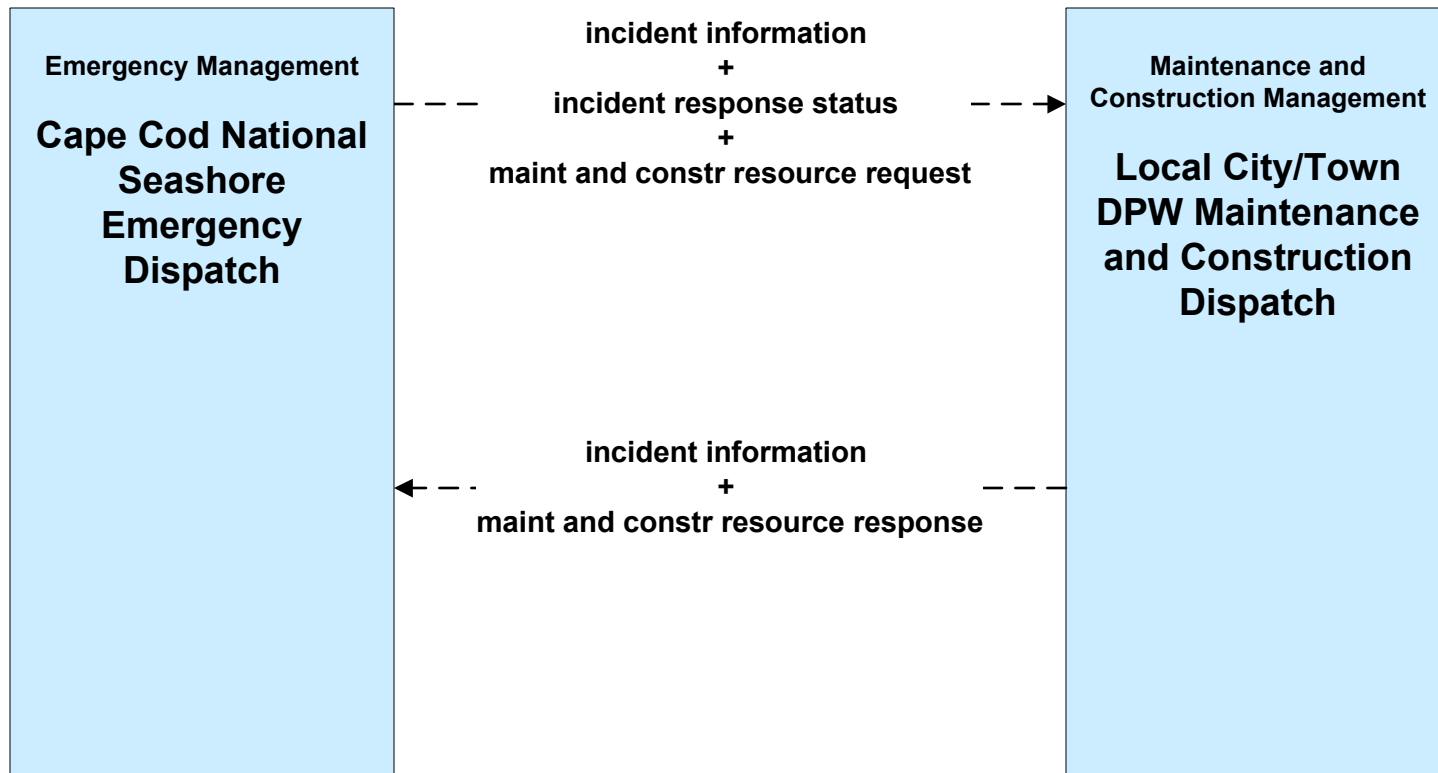 Emergency Management
Cape Cod National
Seashore
Emergency
Dispatch
incident information
+
incident response status
+
maint and constr resource request
Maintenance and
Construction Management
Local City/Town
DPW Maintenance
and Construction
Dispatch
incident information
+
maint and constr resource response